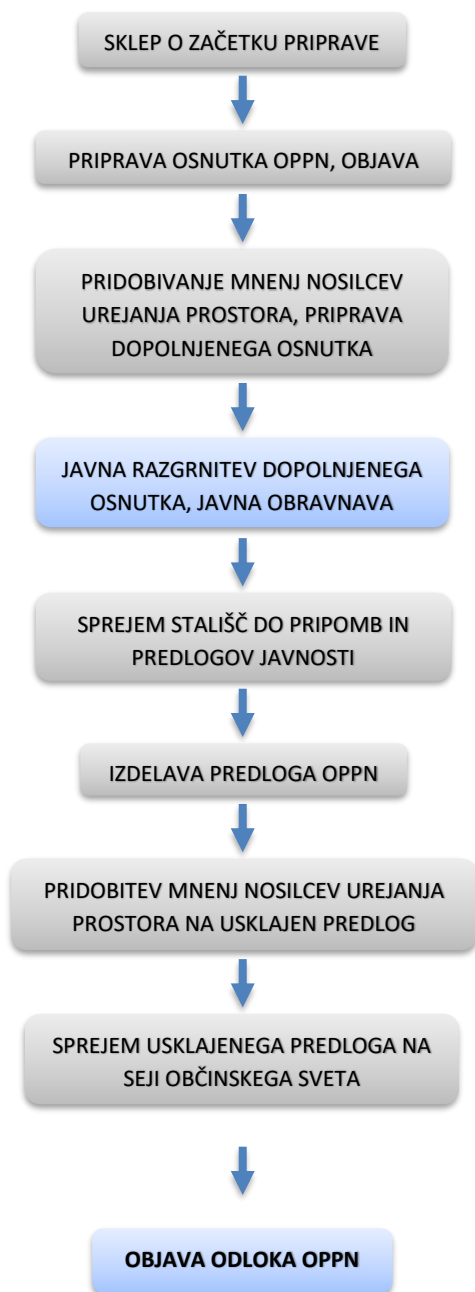 SKLEP O ZAČETKU PRIPRAVE
PRIPRAVA OSNUTKA OPPN, OBJAVA
PRIDOBIVANJE MNENJ NOSILCEV
UREJANJA PROSTORA, PRIPRAVA
DOPOLNJENEGA OSNUTKA
JAVNA RAZGRNITEV DOPOLNJENEGA
OSNUTKA, JAVNA OBRAVNAVA
SPREJEM STALIŠČ DO PRIPOMB IN
PREDLOGOV JAVNOSTI
IZDELAVA PREDLOGA OPPN
PRIDOBITEV MNENJ NOSILCEV UREJANJA
PROSTORA NA USKLAJEN PREDLOG
SPREJEM USKLAJENEGA PREDLOGA NA
SEJI OBČINSKEGA SVETA
OBJAVA ODLOKA OPPN